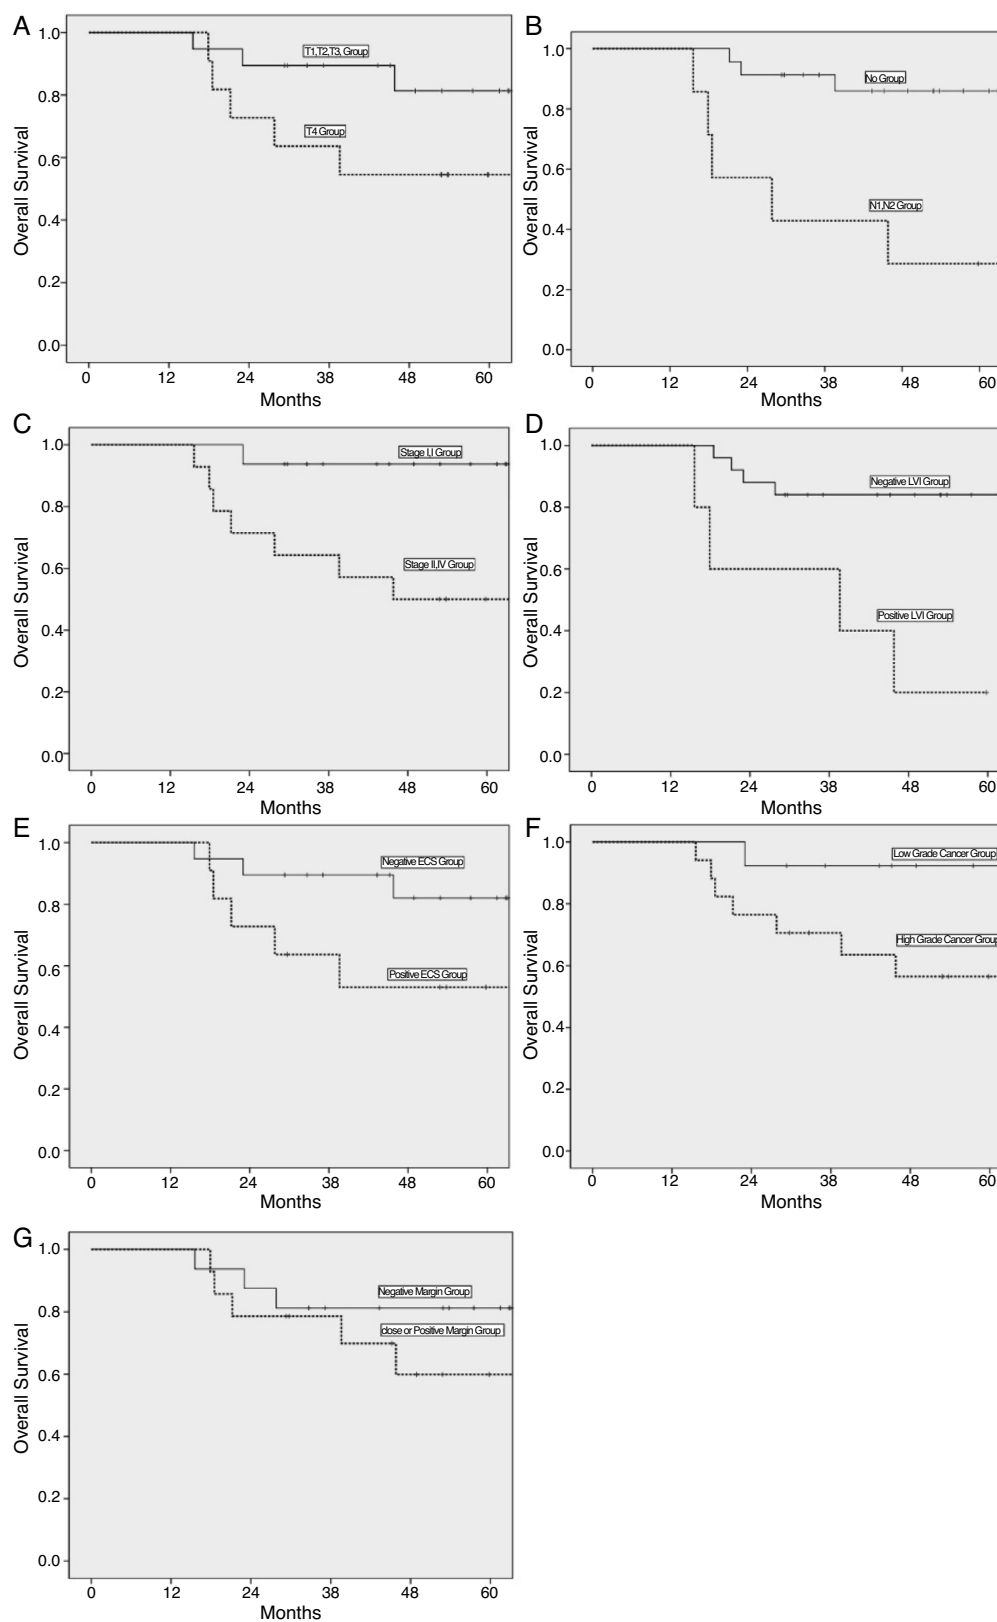 A
Overall Survival
1.0
0.8
0.6
0.4
0.2
0.0
T1,T2,T3, Group
T4 Group
0 12 24 38 48 60
Months
B
Overall Survival
1.0
0.8
0.6
0.4
0.2
0.0
No Group
N1,N2 Group
0 12 24 38 48 60
Months
C
Overall Survival
1.0
0.8
0.6
0.4
0.2
0.0
Stage I,I Group
Stage II,IV Group
0 12 24 38 48 60
Months
D
Overall Survival
1.0
0.8
0.6
0.4
0.2
0.0
Negative LVI Group
Positive LVI Group
0 12 24 38 48 60
Months
E
Overall Survival
1.0
0.8
0.6
0.4
0.2
0.0
Negative ECS Group
Positive ECS Group
0 12 24 38 48 60
Months
F
Overall Survival
1.0
0.8
0.6
0.4
0.2
0.0
Low Grade Cancer Group
High Grade Cancer Group
0 12 24 38 48 60
Months
G
Overall Survival
1.0
0.8
0.6
0.4
0.2
0.0
Negative Margin Group
close or Positive Margin Group
0 12 24 38 48 60
Months